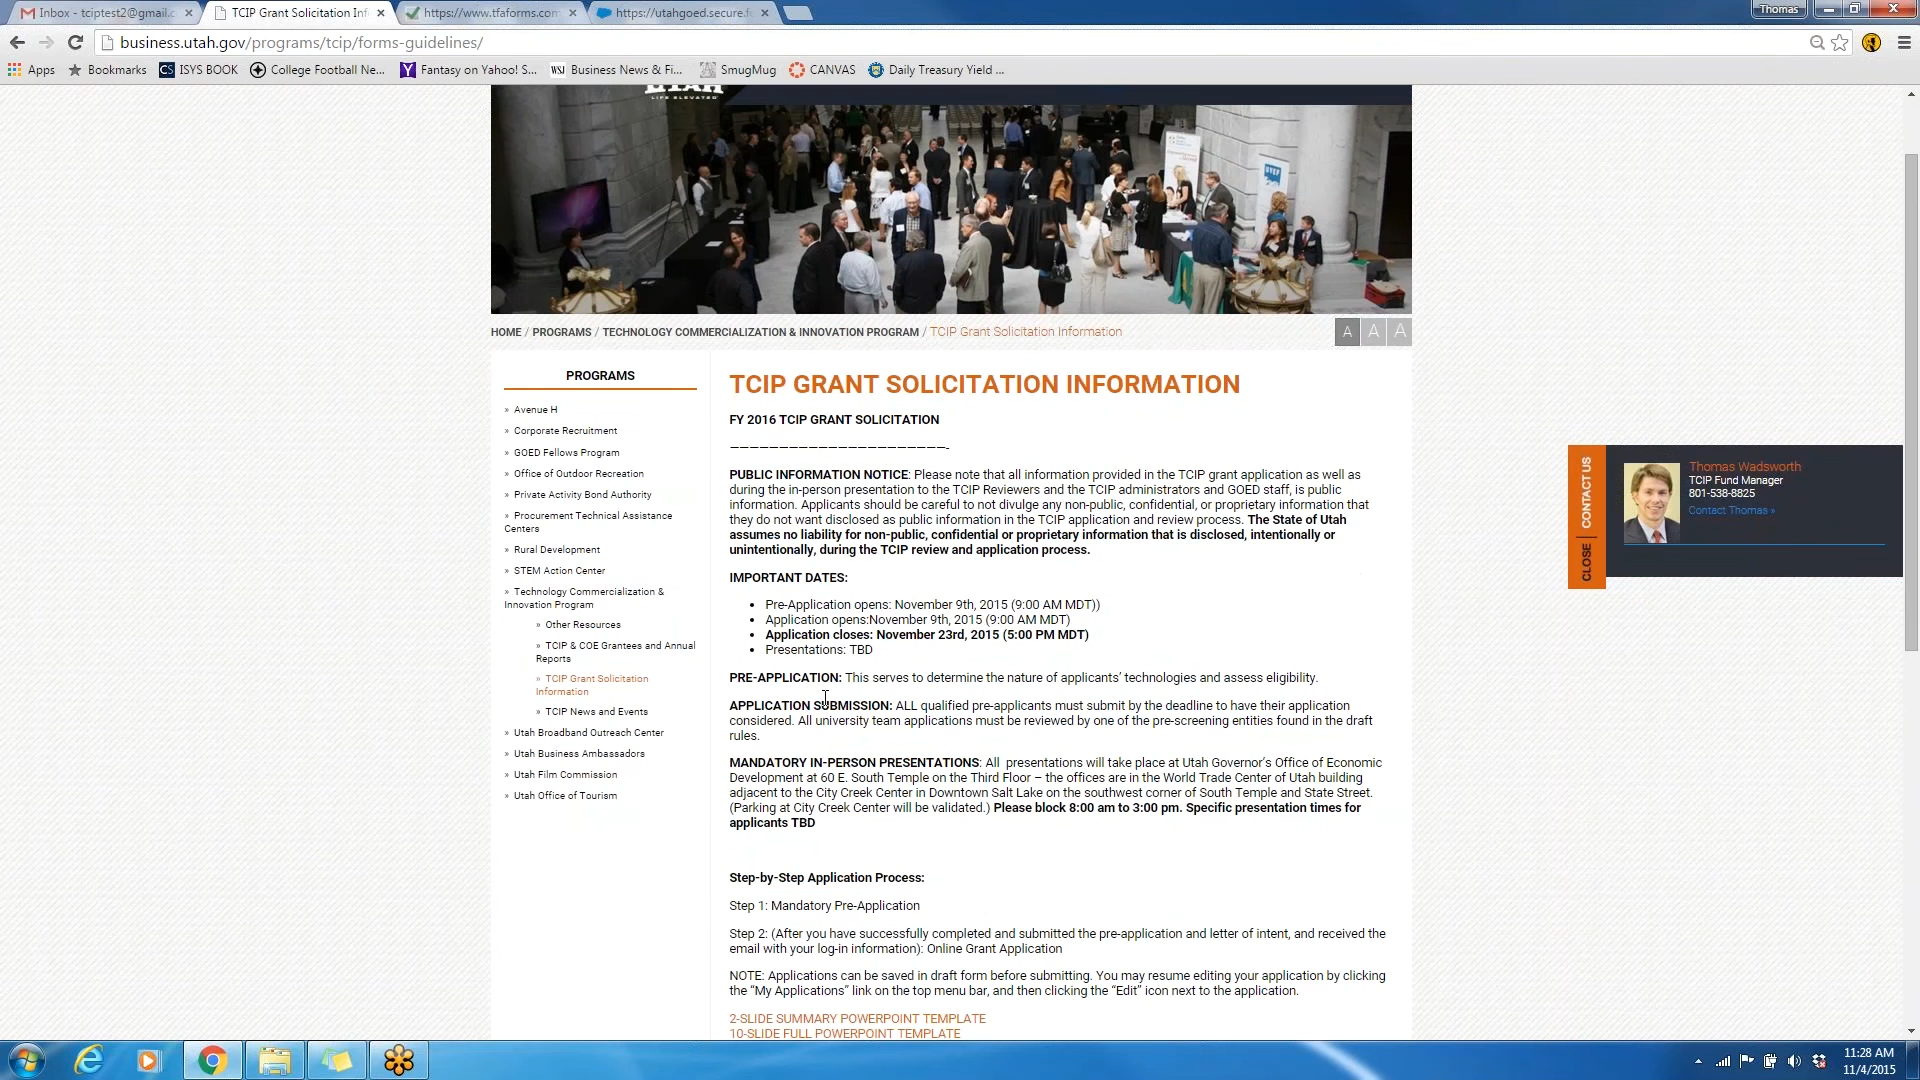 Inbox - tciptest2@gmail.c
TCIP Grant Solicitation Inf
https://www.tfaforms.com
https://utahgoed.secure.f
Thomas
business.utah.gov/programs/tcip/forms-guidelines/
Apps
Bookmarks
ISYS BOOK
College Football Ne...
Fantasy on Yahoo! S...
WSJ Business News & Fi...
SmugMug
CANVAS
Daily Treasury Yield ...
UTAH
LIFE ELEVATED
HOME / PROGRAMS / TECHNOLOGY COMMERCIALIZATION & INNOVATION PROGRAM / TCIP Grant Solicitation Information
A A A
PROGRAMS
» Avenue H
» Corporate Recruitment
» GOED Fellows Program
» Office of Outdoor Recreation
» Private Activity Bond Authority
» Procurement Technical Assistance
Centers
» Rural Development
» STEM Action Center
» Technology Commercialization &
Innovation Program
» Other Resources
» TCIP & COE Grantees and Annual
Reports
» TCIP Grant Solicitation
Information
» TCIP News and Events
» Utah Broadband Outreach Center
» Utah Business Ambassadors
» Utah Film Commission
» Utah Office of Tourism
TCIP GRANT SOLICITATION INFORMATION
FY 2016 TCIP GRANT SOLICITATION
———————————————————————-
PUBLIC INFORMATION NOTICE: Please note that all information provided in the TCIP grant application as well as
during the in-person presentation to the TCIP Reviewers and the TCIP administrators and GOED staff, is public
information. Applicants should be careful to not divulge any non-public, confidential, or proprietary information that
they do not want disclosed as public information in the TCIP application and review process. The State of Utah
assumes no liability for non-public, confidential or proprietary information that is disclosed, intentionally or
unintentionally, during the TCIP review and application process.
IMPORTANT DATES:
• Pre-Application opens: November 9th, 2015 (9:00 AM MDT))
• Application opens:November 9th, 2015 (9:00 AM MDT)
• Application closes: November 23rd, 2015 (5:00 PM MDT)
• Presentations: TBD
PRE-APPLICATION: This serves to determine the nature of applicants’ technologies and assess eligibility.
APPLICATION SUBMISSION: ALL qualified pre-applicants must submit by the deadline to have their application
considered. All university team applications must be reviewed by one of the pre-screening entities found in the draft
rules.
MANDATORY IN-PERSON PRESENTATIONS: All presentations will take place at Utah Governor’s Office of Economic
Development at 60 E. South Temple on the Third Floor – the offices are in the World Trade Center of Utah building
adjacent to the City Creek Center in Downtown Salt Lake on the southwest corner of South Temple and State Street.
(Parking at City Creek Center will be validated.) Please block 8:00 am to 3:00 pm. Specific presentation times for
applicants TBD
Step-by-Step Application Process:
Step 1: Mandatory Pre-Application
Step 2: (After you have successfully completed and submitted the pre-application and letter of intent, and received the
email with your log-in information): Online Grant Application
NOTE: Applications can be saved in draft form before submitting. You may resume editing your application by clicking
the “My Applications” link on the top menu bar, and then clicking the “Edit” icon next to the application.
2-SLIDE SUMMARY POWERPOINT TEMPLATE
10-SLIDE FULL POWERPOINT TEMPLATE
CLOSE | CONTACT US
Thomas Wadsworth
TCIP Fund Manager
801-538-8825
Contact Thomas »
11:28 AM
11/4/2015